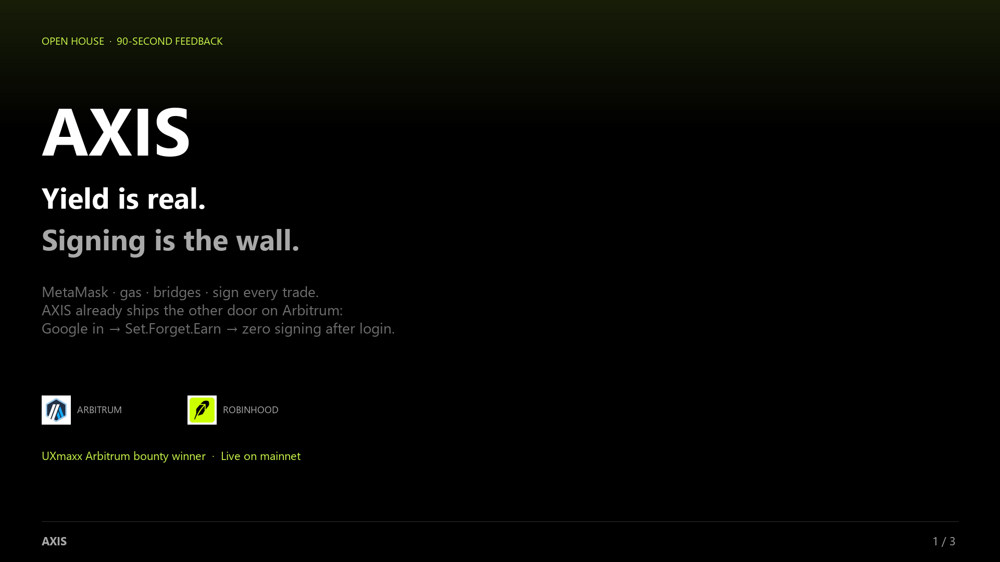 OPEN HOUSE · 90-SECOND FEEDBACK
AXIS
Yield is real.
Signing is the wall.
MetaMask · gas · bridges · sign every trade.
AXIS already ships the other door on Arbitrum:
Google in → Set.Forget.Earn → zero signing after login.
ARBITRUM
ROBINHOOD
UXmaxx Arbitrum bounty winner · Live on mainnet
AXIS
1 / 3